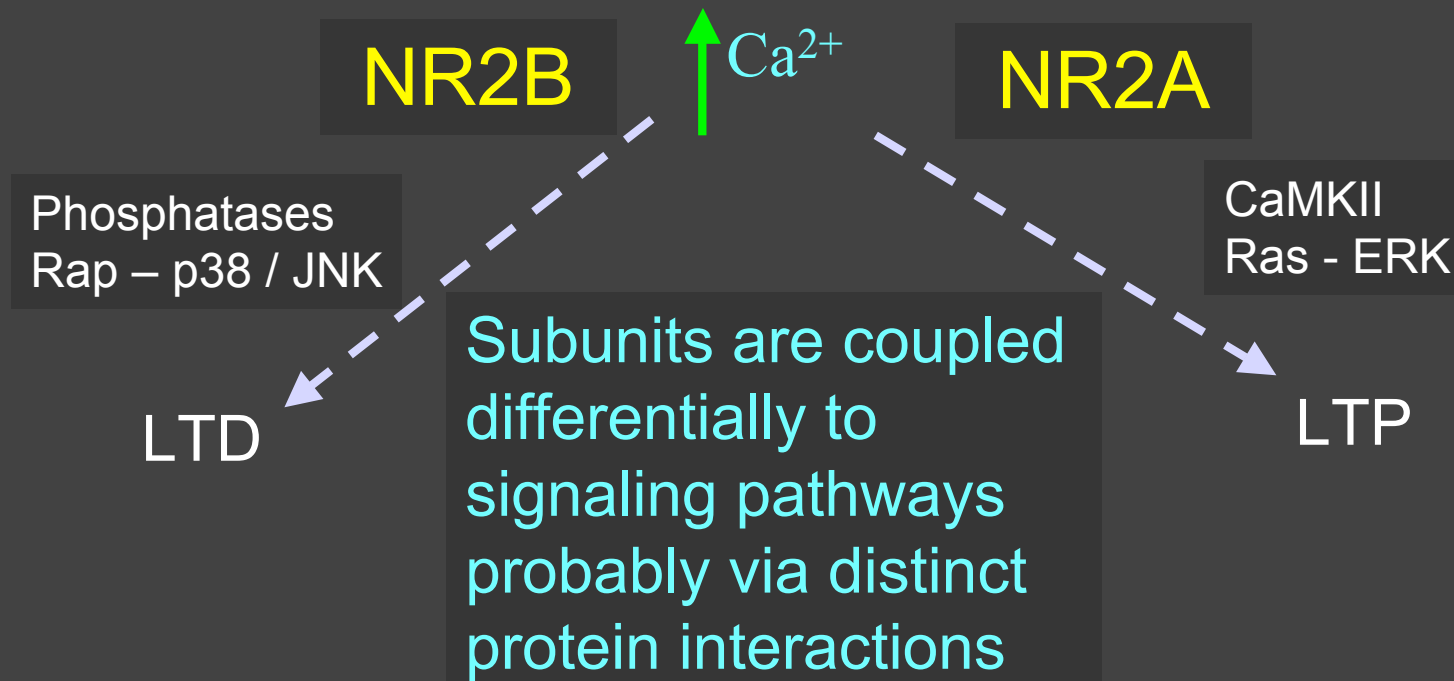 NR2B
Ca²⁺
NR2A
Phosphatases
Rap – p38 / JNK
CaMKII
Ras - ERK
Subunits are coupled
differentially to
signaling pathways
probably via distinct
protein interactions
LTD
LTP